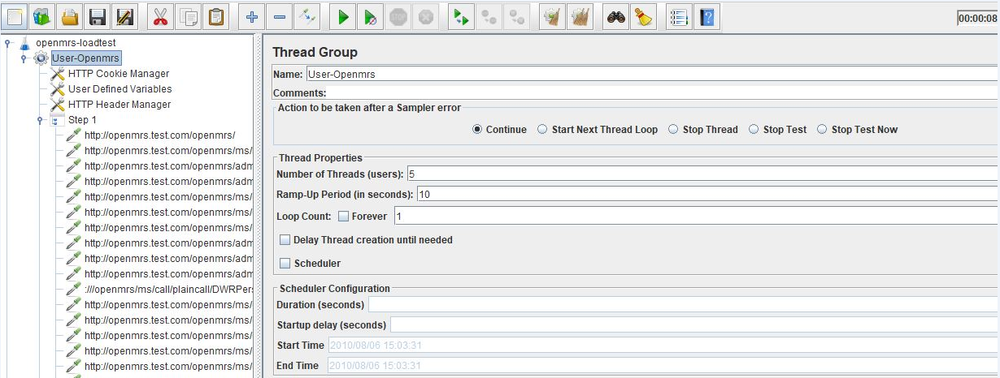 00:00:08
openmrs-loadtest
User-Openmrs
HTTP Cookie Manager
User Defined Variables
HTTP Header Manager
Step 1
http://openmrs.test.com/openmrs/
http://openmrs.test.com/openmrs/ms/
http://openmrs.test.com/openmrs/adm
http://openmrs.test.com/openmrs/adm
http://openmrs.test.com/openmrs/ms/
http://openmrs.test.com/openmrs/ms/
http://openmrs.test.com/openmrs/ms/
http://openmrs.test.com/openmrs/adm
http://openmrs.test.com/openmrs/adm
http://openmrs.test.com/openmrs/adm
:///openmrs/ms/call/plaincall/DWRPer
http://openmrs.test.com/openmrs/ms/
http://openmrs.test.com/openmrs/ms/
http://openmrs.test.com/openmrs/ms/
http://openmrs.test.com/openmrs/ms/
http://openmrs.test.com/openmrs/ms/
Thread Group
Name: User-Openmrs
Comments:
Action to be taken after a Sampler error
Continue Start Next Thread Loop Stop Thread Stop Test Stop Test Now
Thread Properties
Number of Threads (users): 5
Ramp-Up Period (in seconds): 10
Loop Count: Forever 1
Delay Thread creation until needed
Scheduler
Scheduler Configuration
Duration (seconds)
Startup delay (seconds)
Start Time 2010/08/06 15:03:31
End Time 2010/08/06 15:03:31